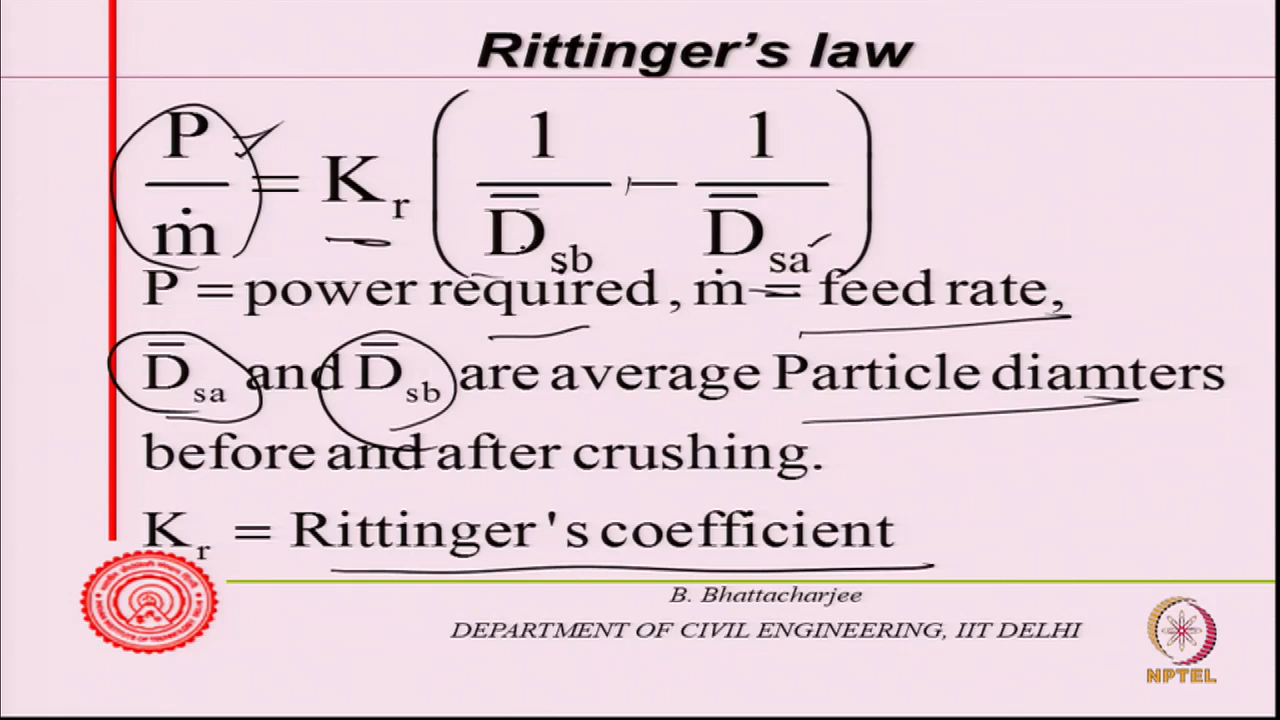 Rittinger's law
P/ṁ = K_r ( 1/D̄_sb - 1/D̄_sa )
P = power required, ṁ = feed rate,
D̄_sa and D̄_sb are average Particle diamters
before and after crushing.
K_r = Rittinger's coefficient
B. Bhattacharjee
DEPARTMENT OF CIVIL ENGINEERING, IIT DELHI
NPTEL